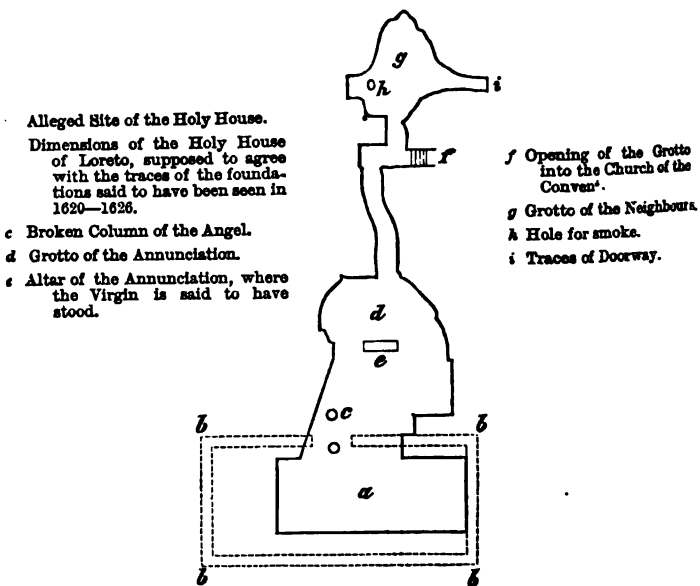 Alleged Site of the Holy House.
Dimensions of the Holy House
of Loreto, supposed to agree
with the traces of the founda-
tions said to have been seen in
1620—1626.
c Broken Column of the Angel.
d Grotto of the Annunciation.
e Altar of the Annunciation, where
the Virgin is said to have
stood.
f Opening of the Grotto
into the Church of the
Convent.
g Grotto of the Neighbours.
h Hole for smoke.
i Traces of Doorway.
g
h
i
f
d
e
c
b
b
a
b
b